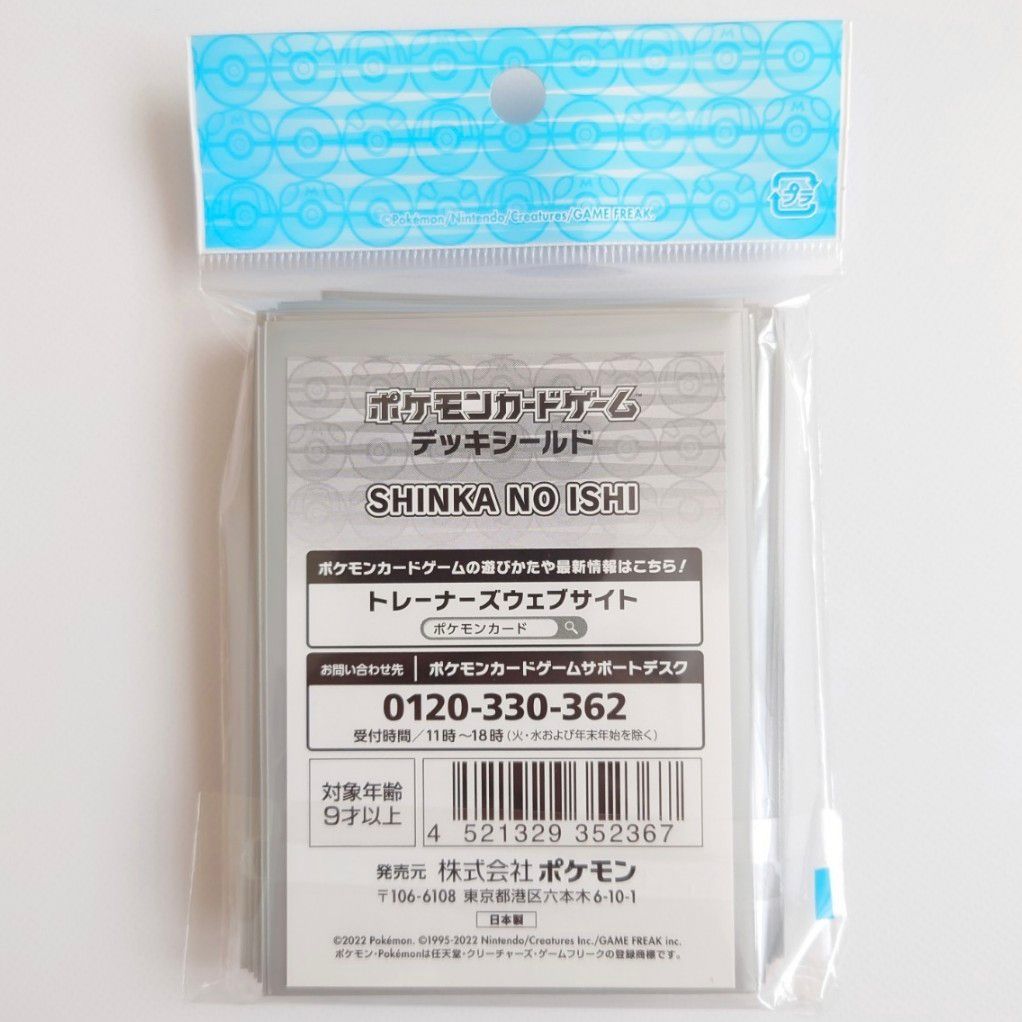 ©Pokémon/Nintendo/Creatures/GAME FREAK.
プラ
ポケモンカードゲーム™
デッキシールド
SHINKA NO ISHI
ポケモンカードゲームの遊びかたや最新情報はこちら!
トレーナーズウェブサイト
ポケモンカード
お問い合わせ先 | ポケモンカードゲームサポートデスク
0120-330-362
受付時間/11時~18時(火・水および年末年始を除く)
対象年齢
9才以上
4 521329 352367
発売元 株式会社 ポケモン
〒106-6108 東京都港区六本木6-10-1
日本製
©2022 Pokémon. ©1995-2022 Nintendo/Creatures Inc./GAME FREAK inc.
ポケモン・Pokémonは任天堂・クリーチャーズ・ゲームフリークの登録商標です。